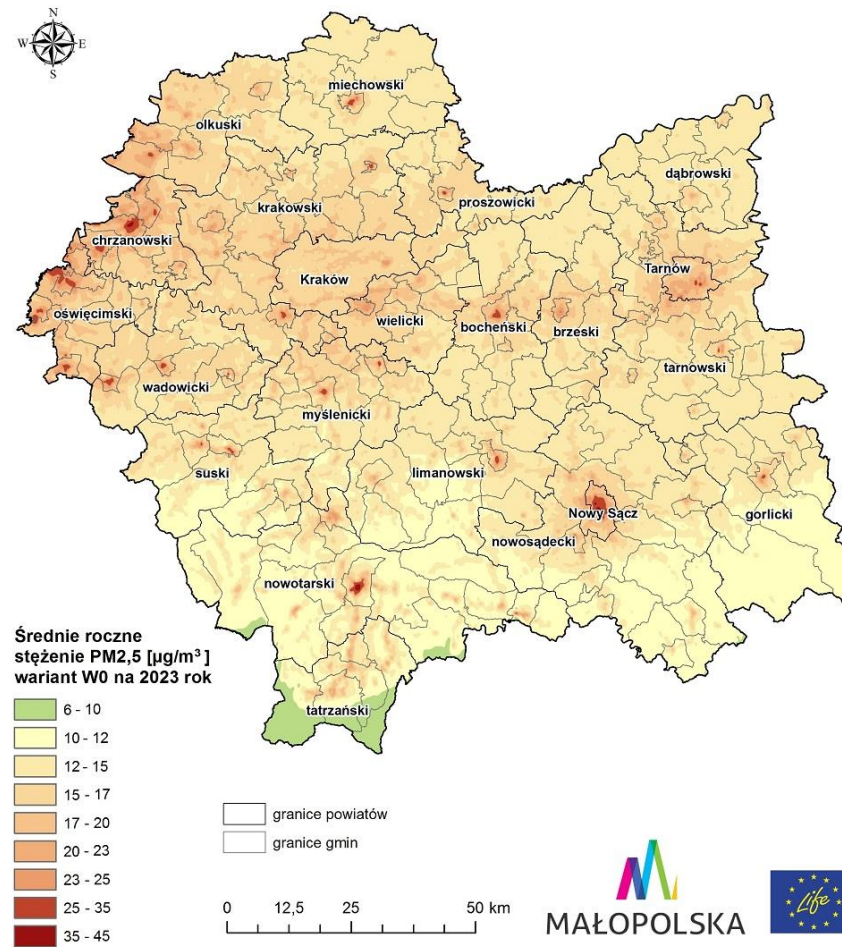 N
W
E
S
miechowski
olkuski
dąbrowski
krakowski
proszowicki
chrzanowski
Tarnów
Kraków
oświęcimski
wielicki
bocheński
brzeski
tarnowski
wadowicki
myślenicki
suski
limanowski
Nowy Sącz
gorlicki
nowosądecki
nowotarski
tatrzański
Średnie roczne
stężenie PM2,5 [µg/m³]
wariant W0 na 2023 rok
6 - 10
10 - 12
12 - 15
15 - 17
17 - 20
20 - 23
23 - 25
25 - 35
35 - 45
granice powiatów
granice gmin
0 12,5 25 50 km
MAŁOPOLSKA
Life